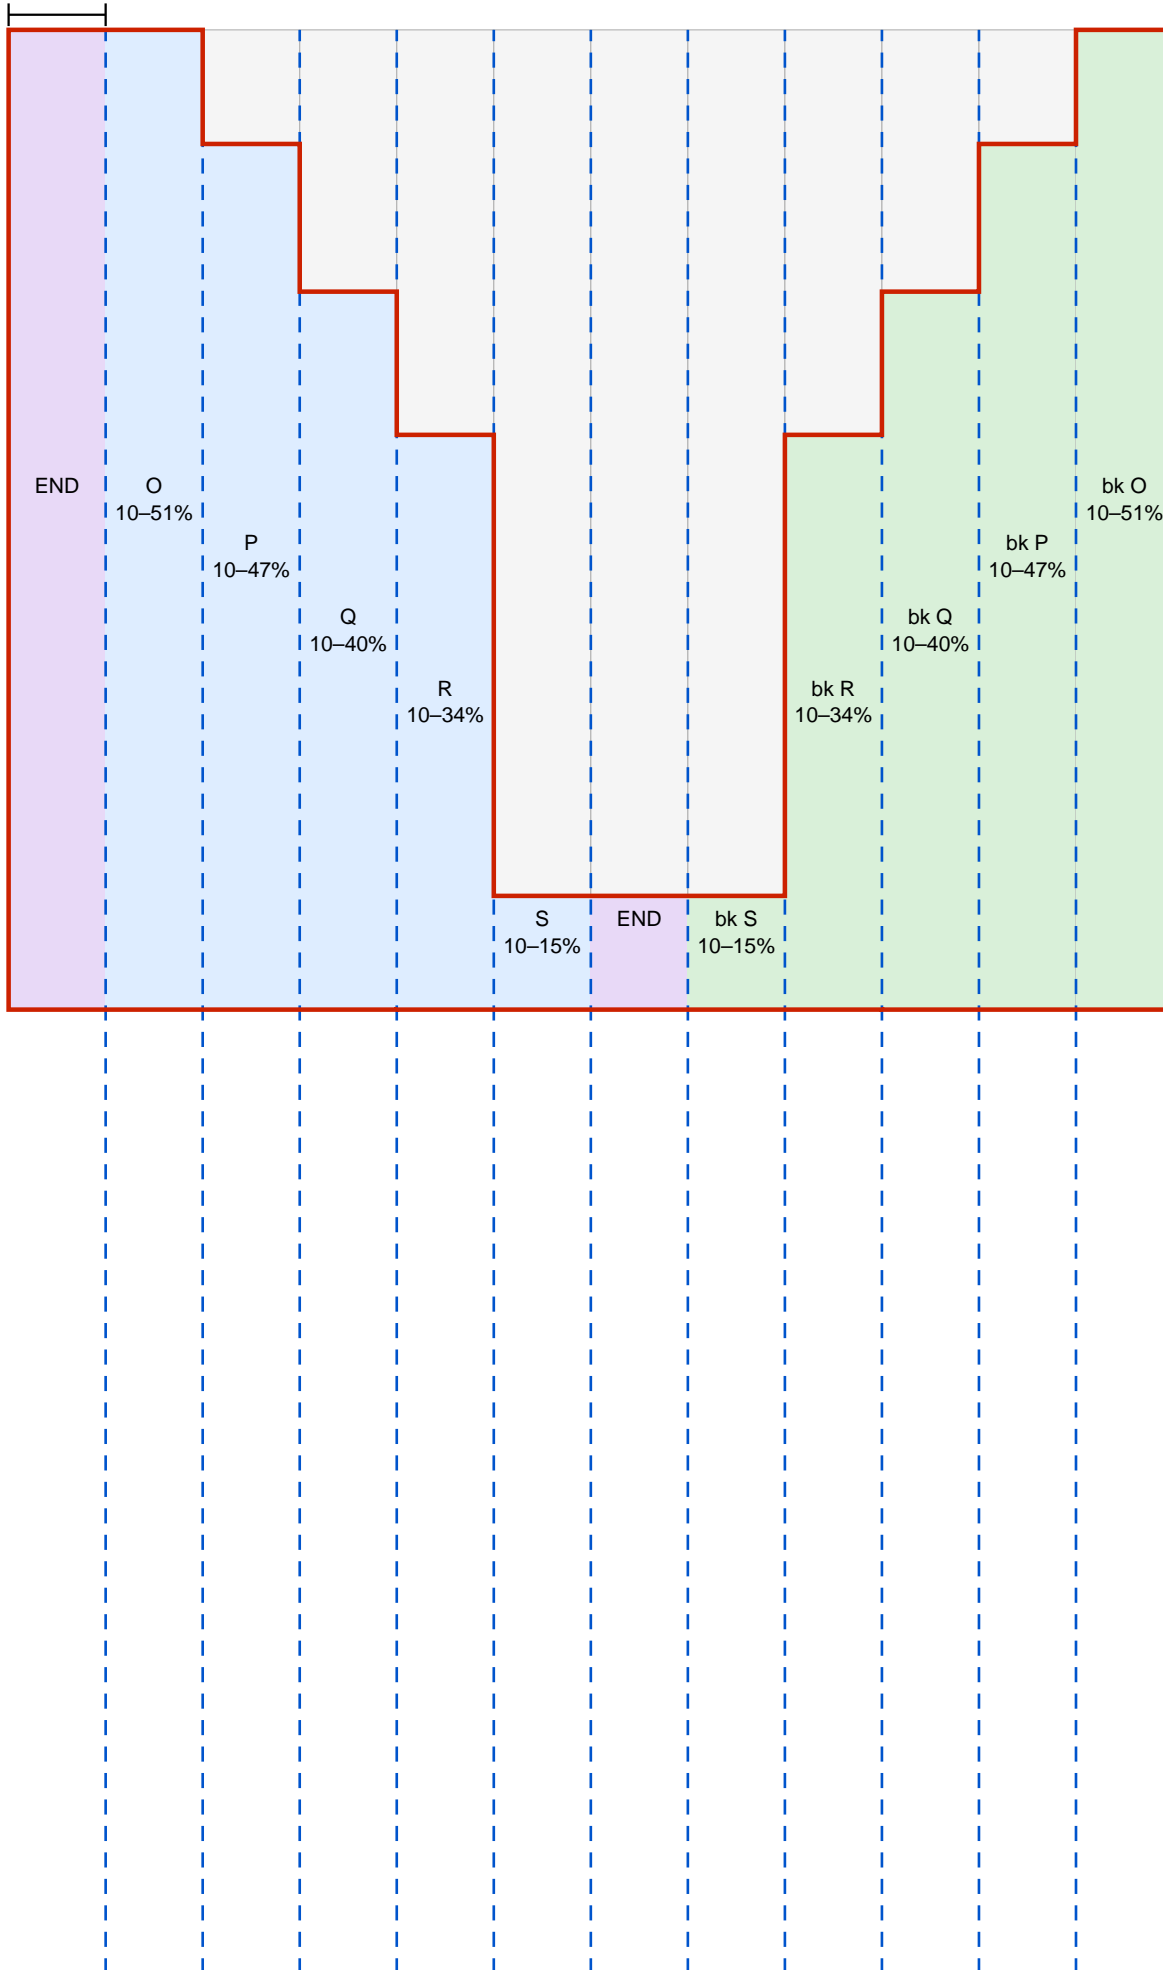 END
O
10–51%
P
10–47%
Q
10–40%
R
10–34%
S
10–15%
END
bk S
10–15%
bk R
10–34%
bk Q
10–40%
bk P
10–47%
bk O
10–51%